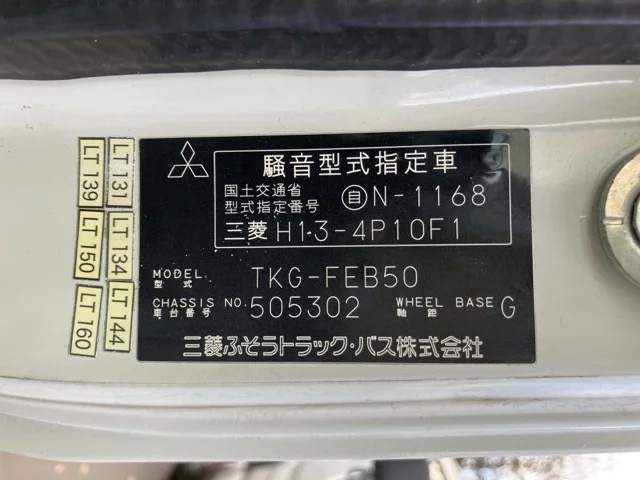 騒音型式指定車
国土交通省
型式指定番号 自N-1168
三菱 H13-4P10F1
MODEL TKG-FEB50
型式
CHASSIS NO. 505302 WHEEL BASE G
車台番号 軸距
三菱ふそうトラック・バス株式会社
LT 131
LT 139
LT 134
LT 150
LT 144
LT 160